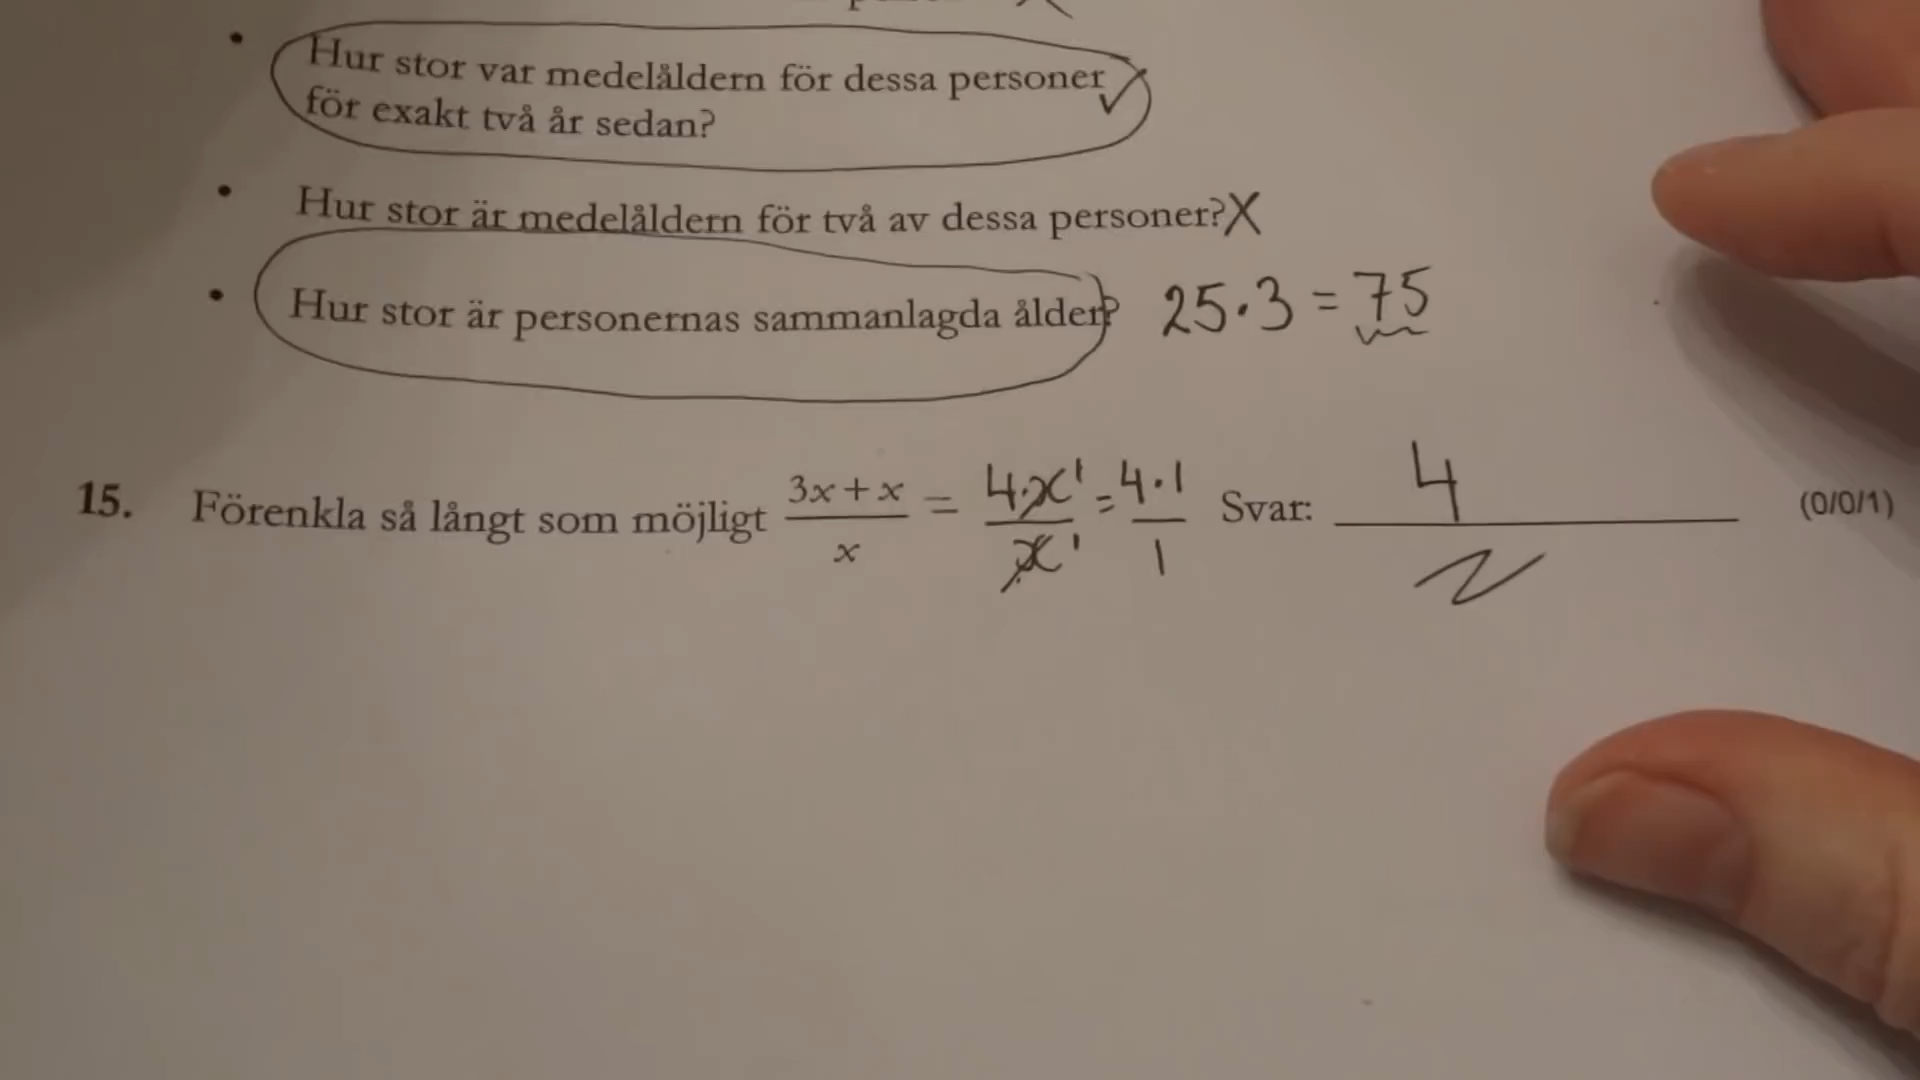 Hur stor var medelåldern för dessa personer ✓
för exakt två år sedan?
Hur stor är medelåldern för två av dessa personer? X
Hur stor är personernas sammanlagda ålder? 25·3 = 75
15. Förenkla så långt som möjligt (3x + x)/x = (4·x¹)/(x¹) = (4·1)/1 Svar: 4 (0/0/1)